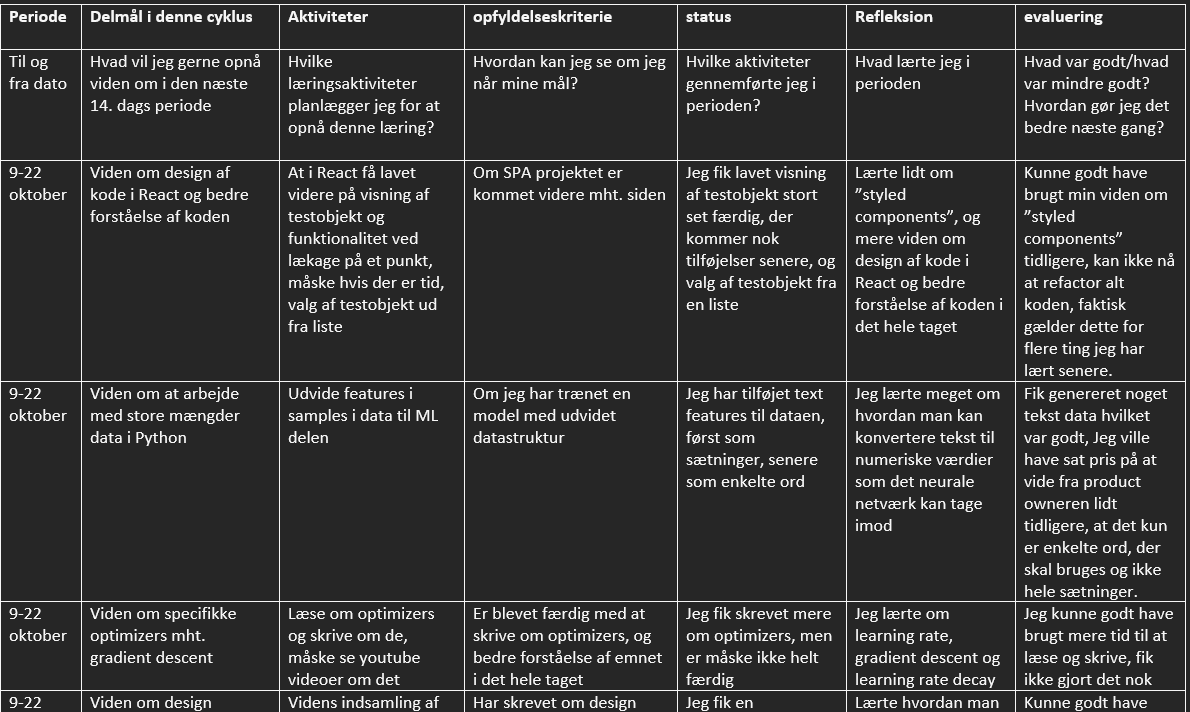 Periode
Delmål i denne cyklus
Aktiviteter
opfyldelseskriterie
status
Refleksion
evaluering
Til og
fra dato
Hvad vil jeg gerne opnå
viden om i den næste
14. dags periode
Hvilke
læringsaktiviteter
planlægger jeg for at
opnå denne læring?
Hvordan kan jeg se om jeg
når mine mål?
Hvilke aktiviteter
gennemførte jeg i
perioden?
Hvad lærte jeg i
perioden
Hvad var godt/hvad
var mindre godt?
Hvordan gør jeg det
bedre næste gang?
9-22
oktober
Viden om design af
kode i React og bedre
forståelse af koden
At i React få lavet
videre på visning af
testobjekt og
funktionalitet ved
lækage på et punkt,
måske hvis der er tid,
valg af testobjekt ud
fra liste
Om SPA projektet er
kommet videre mht. siden
Jeg fik lavet visning
af testobjekt stort
set færdig, der
kommer nok
tilføjelser senere, og
valg af testobjekt fra
en liste
Lærte lidt om
”styled
components”, og
mere viden om
design af kode i
React og bedre
forståelse af koden i
det hele taget
Kunne godt have
brugt min viden om
”styled
components”
tidligere, kan ikke nå
at refactor alt
koden, faktisk
gælder dette for
flere ting jeg har
lært senere.
9-22
oktober
Viden om at arbejde
med store mængder
data i Python
Udvide features i
samples i data til ML
delen
Om jeg har trænet en
model med udvidet
datastruktur
Jeg har tilføjet text
features til dataen,
først som
sætninger, senere
som enkelte ord
Jeg lærte meget om
hvordan man kan
konvertere tekst til
numeriske værdier
som det neurale
netværk kan tage
imod
Fik genereret noget
tekst data hvilket
var godt, Jeg ville
have sat pris på at
vide fra product
owneren lidt
tidligere, at det kun
er enkelte ord, der
skal bruges og ikke
hele sætninger.
9-22
oktober
Viden om specifikke
optimizers mht.
gradient descent
Læse om optimizers
og skrive om de,
måske se youtube
videoer om det
Er blevet færdig med at
skrive om optimizers, og
bedre forståelse af emnet
i det hele taget
Jeg fik skrevet mere
om optimizers, men
er måske ikke helt
færdig
Jeg lærte om
learning rate,
gradient descent og
learning rate decay
Jeg kunne godt have
brugt mere tid til at
læse og skrive, fik
ikke gjort det nok
9-22
Viden om design
Videns indsamling af
Har skrevet om design
Jeg fik en
Lærte hvordan man
Kunne godt have